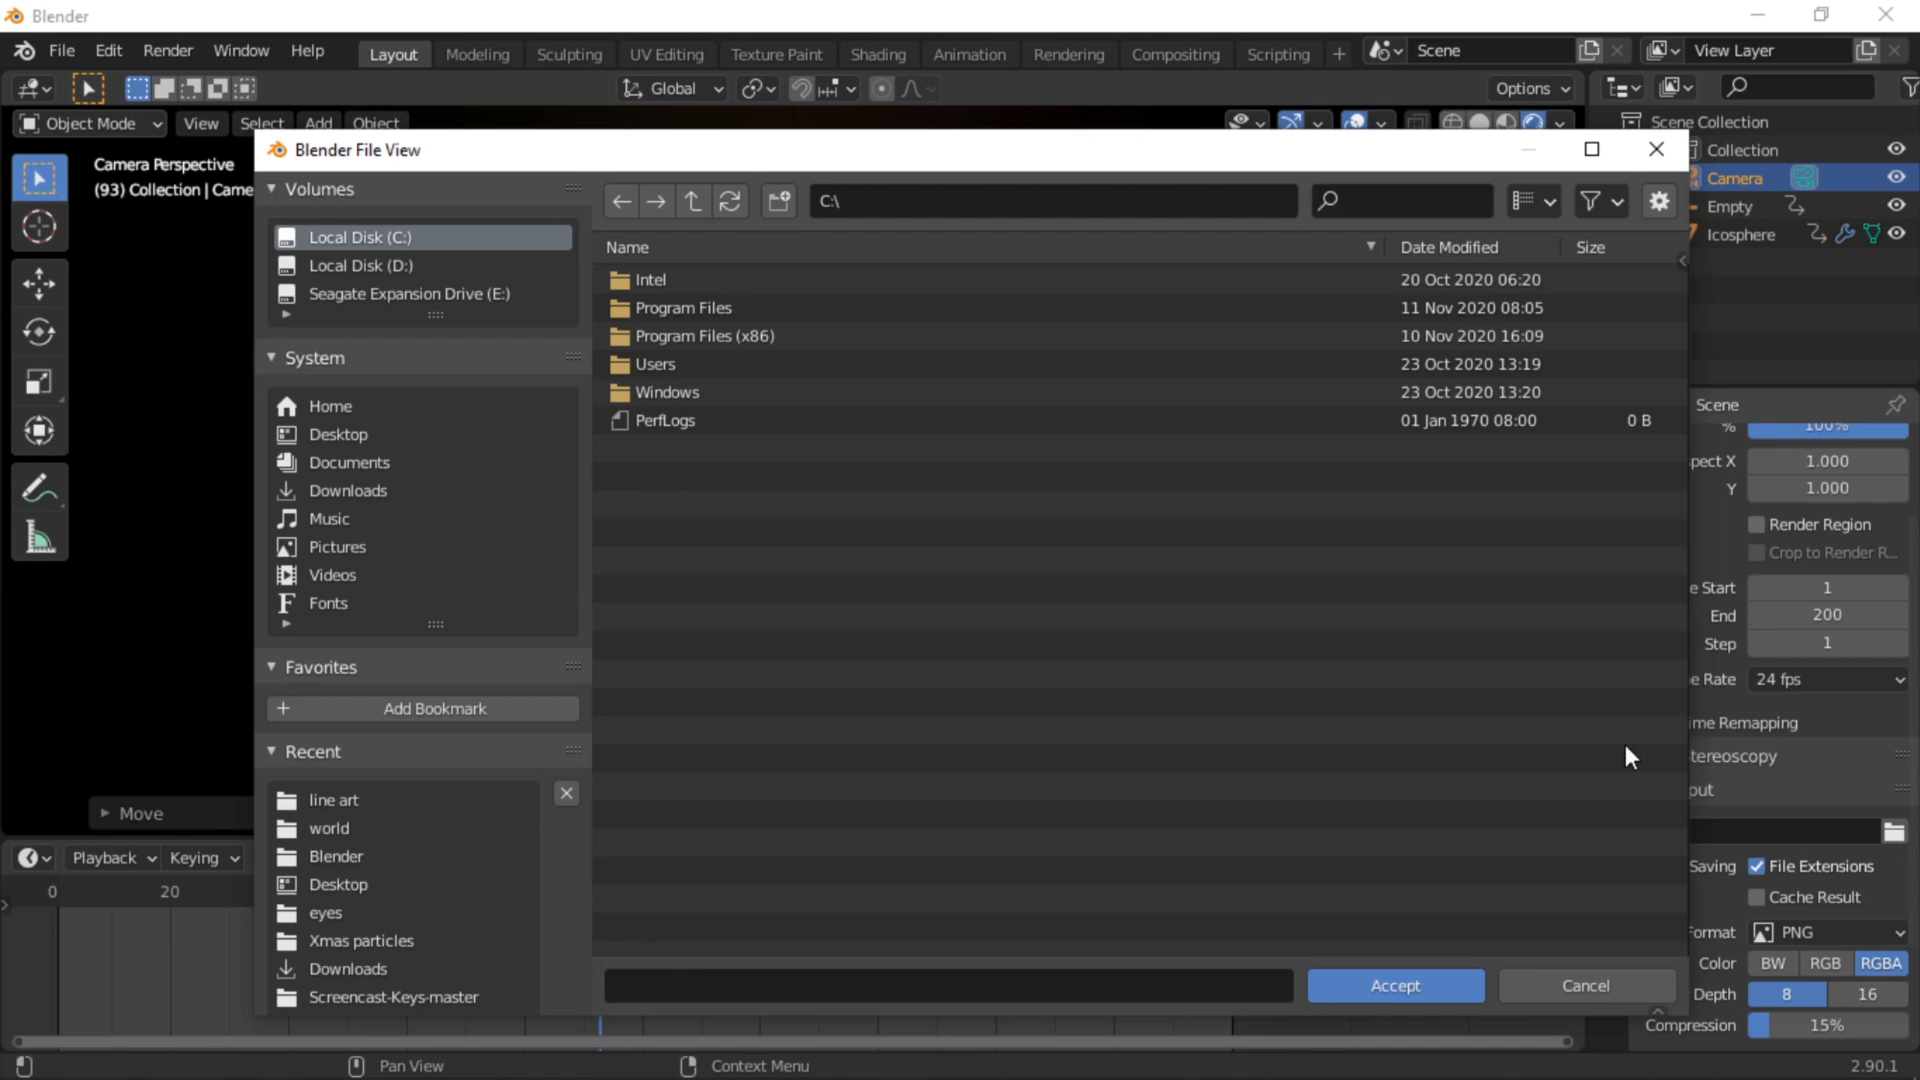 Blender
File Edit Render Window Help Layout Modeling Sculpting UV Editing Texture Paint Shading Animation Rendering Compositing Scripting + Scene View Layer
Global Options
Object Mode View Select Add Object
Scene Collection
Camera Perspective
(93) Collection | Came
Blender File View
Collection
Camera
Empty
Icosphere
Volumes
C:\
Local Disk (C:)
Local Disk (D:)
Seagate Expansion Drive (E:)
Name Date Modified Size
Intel 20 Oct 2020 06:20
Program Files 11 Nov 2020 08:05
Program Files (x86) 10 Nov 2020 16:09
Users 23 Oct 2020 13:19
Windows 23 Oct 2020 13:20
PerfLogs 01 Jan 1970 08:00 0 B
System
Home
Desktop
Documents
Downloads
Music
Pictures
Videos
Fonts
Favorites
Add Bookmark
Recent
line art
world
Blender
Desktop
eyes
Xmas particles
Downloads
Screencast-Keys-master
Accept Cancel
Scene
% 100%
pect X 1.000
Y 1.000
Render Region
Crop to Render R...
e Start 1
End 200
Step 1
e Rate 24 fps
ime Remapping
tereoscopy
put
Saving File Extensions
Cache Result
ormat PNG
Color BW RGB RGBA
Depth 8 16
Compression 15%
Move
Playback Keying
0 20
Pan View Context Menu 2.90.1